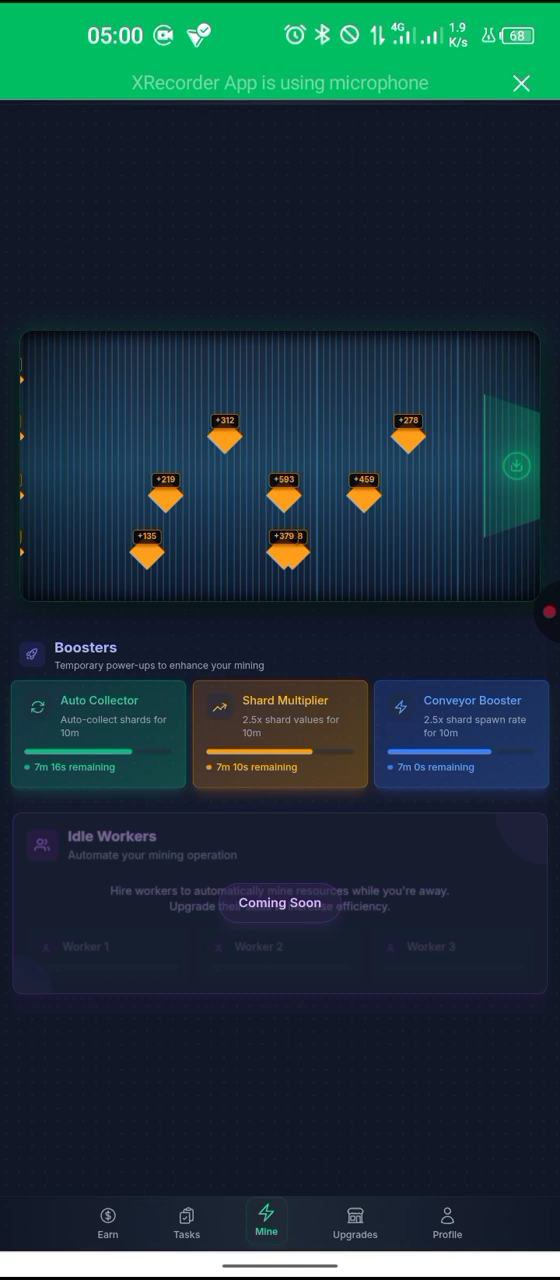 05:00
4G
1.9
K/s
68
XRecorder App is using microphone
+312
+278
+219
+593
+459
+135
+379
8
Boosters
Temporary power-ups to enhance your mining
Auto Collector
Auto-collect shards for
10m
7m 16s remaining
Shard Multiplier
2.5x shard values for
10m
7m 10s remaining
Conveyor Booster
2.5x shard spawn rate
for 10m
7m 0s remaining
Idle Workers
Automate your mining operation
Hire workers to automatically mine resources while you're away.
Upgrade efficiency.
Coming Soon
Worker 1
Worker 2
Worker 3
Earn
Tasks
Mine
Upgrades
Profile